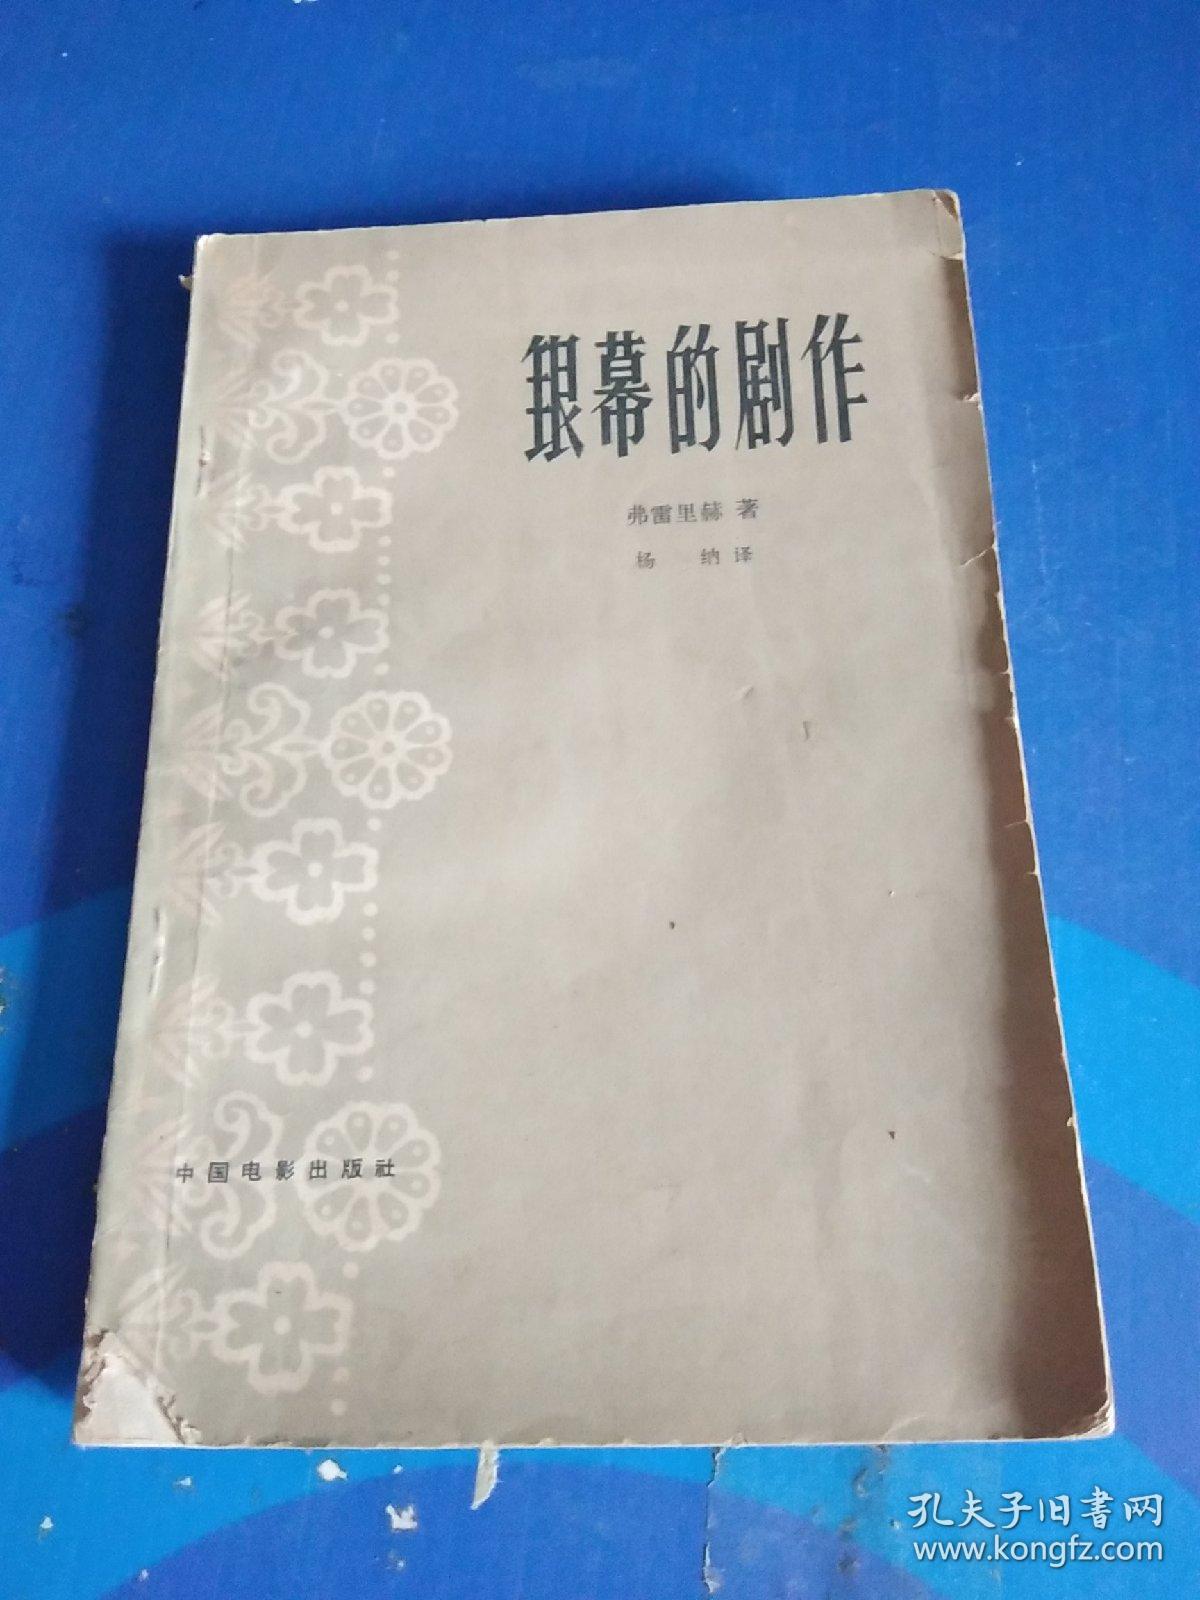 银幕的剧作
弗雷里赫 著
杨 纳 译
中国电影出版社
孔夫子旧書网
www.kongfz.com